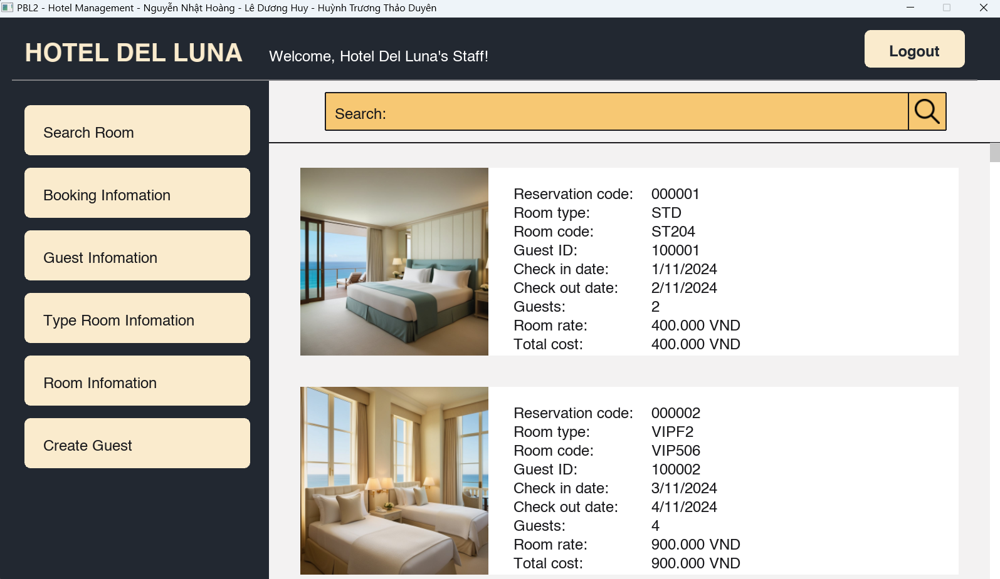 PBL2 - Hotel Management - Nguyễn Nhật Hoàng - Lê Dương Huy - Huỳnh Trương Thảo Duyên
HOTEL DEL LUNA
Welcome, Hotel Del Luna's Staff!
Logout
Search Room
Booking Infomation
Guest Infomation
Type Room Infomation
Room Infomation
Create Guest
Search:
Reservation code: 000001
Room type: STD
Room code: ST204
Guest ID: 100001
Check in date: 1/11/2024
Check out date: 2/11/2024
Guests: 2
Room rate: 400.000 VND
Total cost: 400.000 VND
Reservation code: 000002
Room type: VIPF2
Room code: VIP506
Guest ID: 100002
Check in date: 3/11/2024
Check out date: 4/11/2024
Guests: 4
Room rate: 900.000 VND
Total cost: 900.000 VND